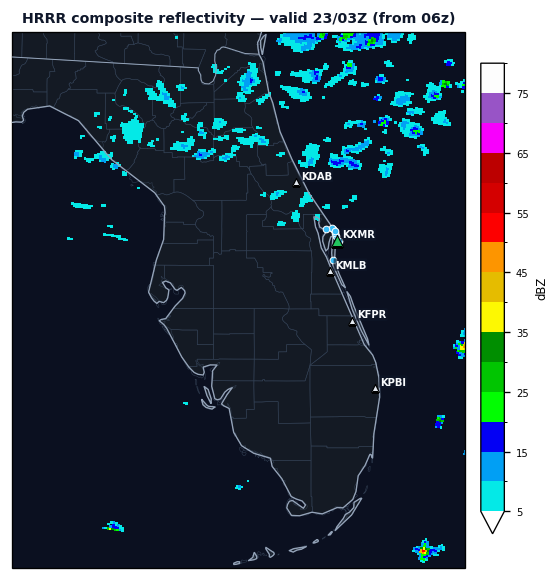 HRRR composite reflectivity — valid 23/03Z (from 06z)
75
65
55
45
35
25
15
5
dBZ
KDAB
KXMR
KMLB
KFPR
KPBI